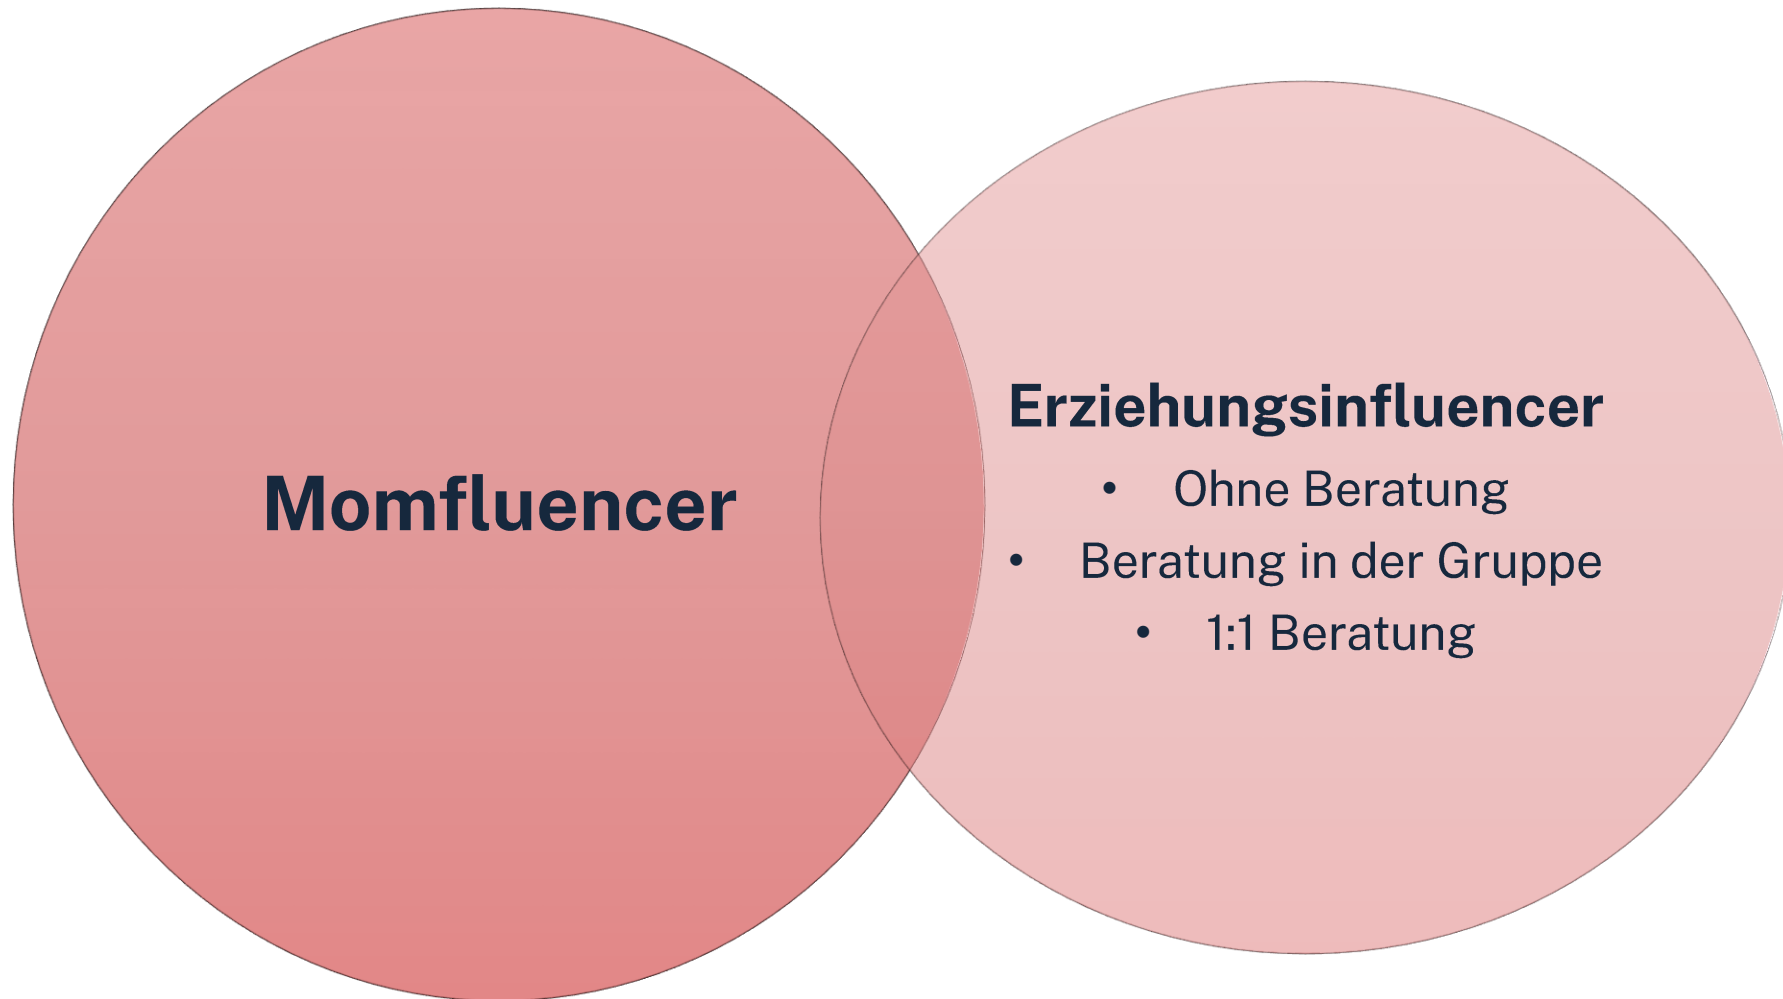 Momfluencer
Erziehungsinfluencer
• Ohne Beratung
• Beratung in der Gruppe
• 1:1 Beratung